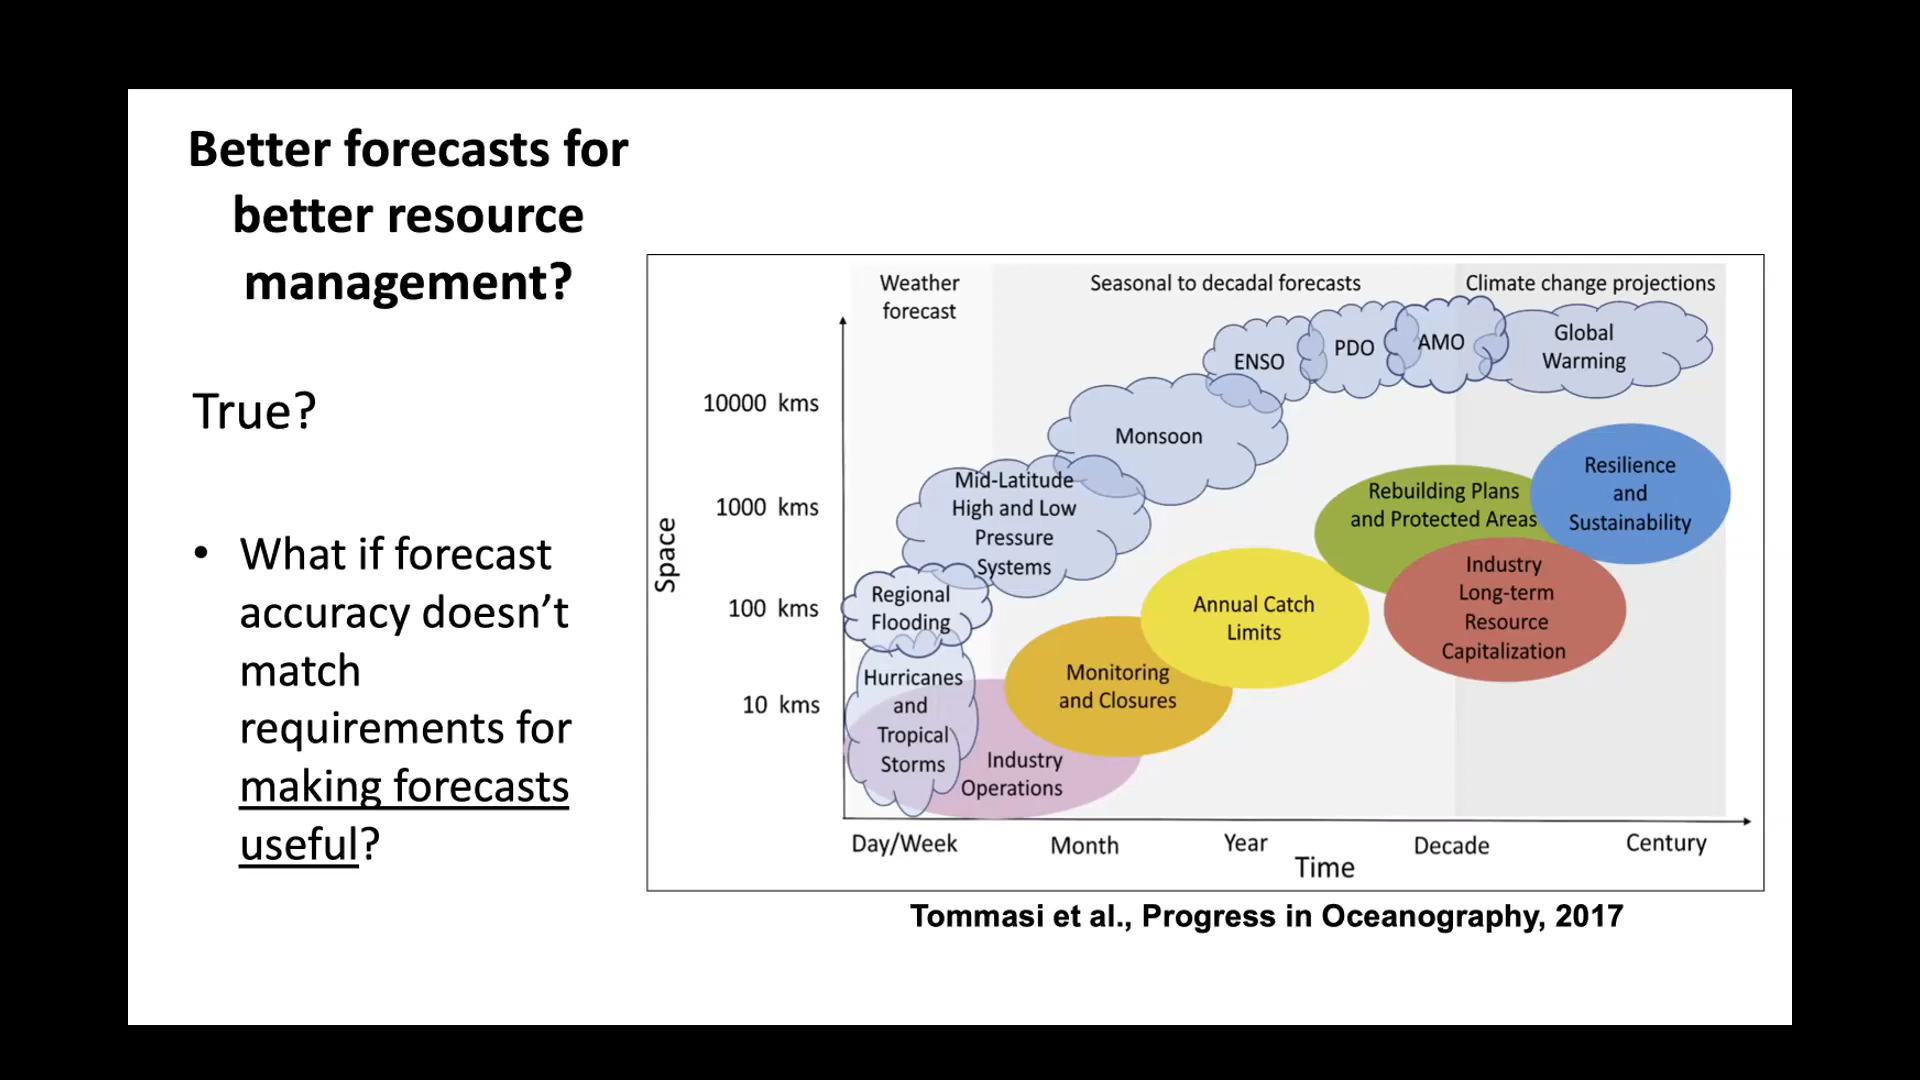 Better forecasts for
better resource
management?
True?
• What if forecast
accuracy doesn’t
match
requirements for
making forecasts
useful?
Weather
forecast
Seasonal to decadal forecasts
Climate change projections
ENSO
PDO
AMO
Global
Warming
10000 kms
Monsoon
Mid-Latitude
High and Low
Pressure
Systems
1000 kms
Resilience
and
Sustainability
Rebuilding Plans
and Protected Areas
Space
100 kms
Regional
Flooding
Annual Catch
Limits
Industry
Long-term
Resource
Capitalization
Hurricanes
and
Tropical
Storms
Monitoring
and Closures
10 kms
Industry
Operations
Day/Week
Month
Year
Decade
Century
Time
Tommasi et al., Progress in Oceanography, 2017